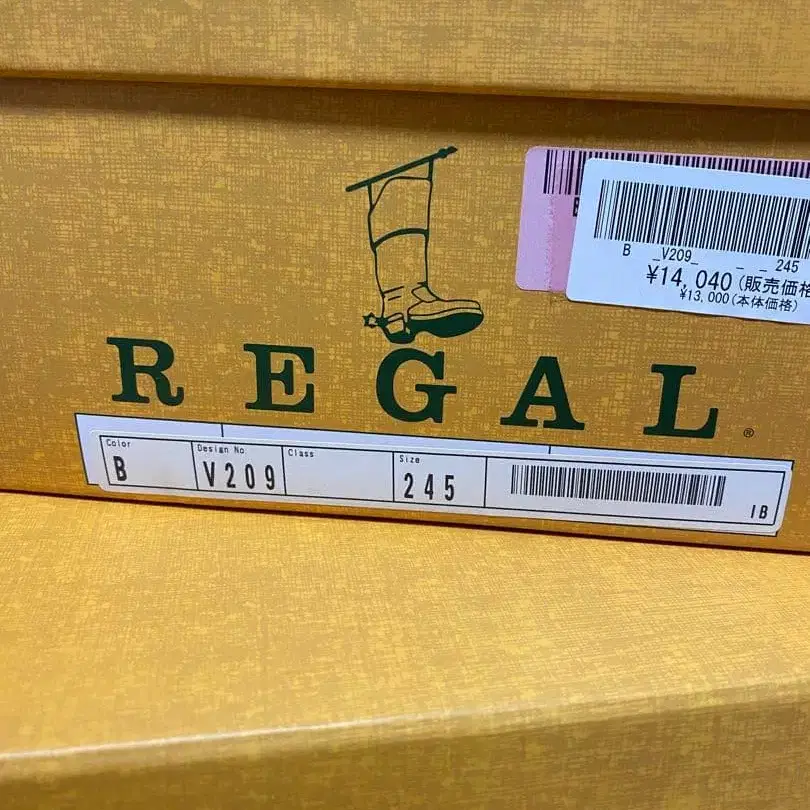 B _V209_ - _ 245
¥14,040(販売価格
¥13,000(本体価格)
REGAL®
Color Design No Class Size
B V209 245 IB